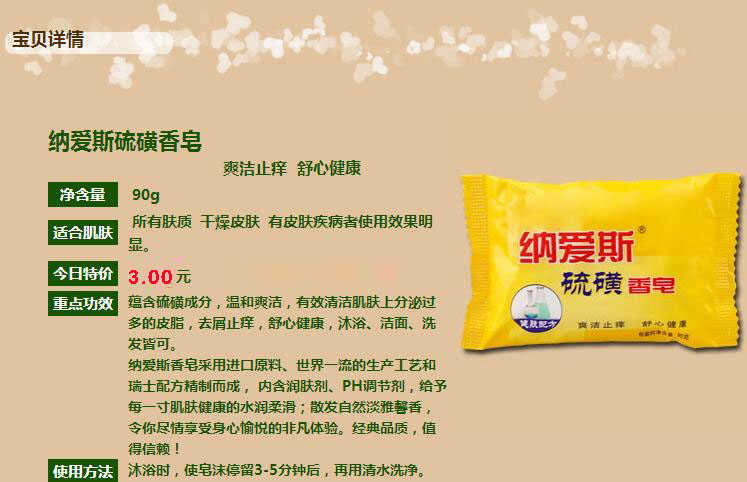 宝贝详情
纳爱斯硫磺香皂
爽洁止痒 舒心健康
净含量 90g
适合肌肤 所有肤质 干燥皮肤 有皮肤疾病者使用效果明
显。
今日特价 3.00元
重点功效 蕴含硫磺成分，温和爽洁，有效清洁肌肤上分泌过
多的皮脂，去屑止痒，舒心健康，沐浴、洁面、洗
发皆可。
纳爱斯香皂采用进口原料、世界一流的生产工艺和
瑞士配方精制而成， 内含润肤剂、PH调节剂，给予
每一寸肌肤健康的水润柔滑；散发自然淡雅馨香，
令你尽情享受身心愉悦的非凡体验。经典品质，值
得信赖！
使用方法 沐浴时，使皂沫停留3-5分钟后，再用清水洗净。
纳爱斯®
硫磺香皂
健肤配方
爽洁止痒 舒心健康